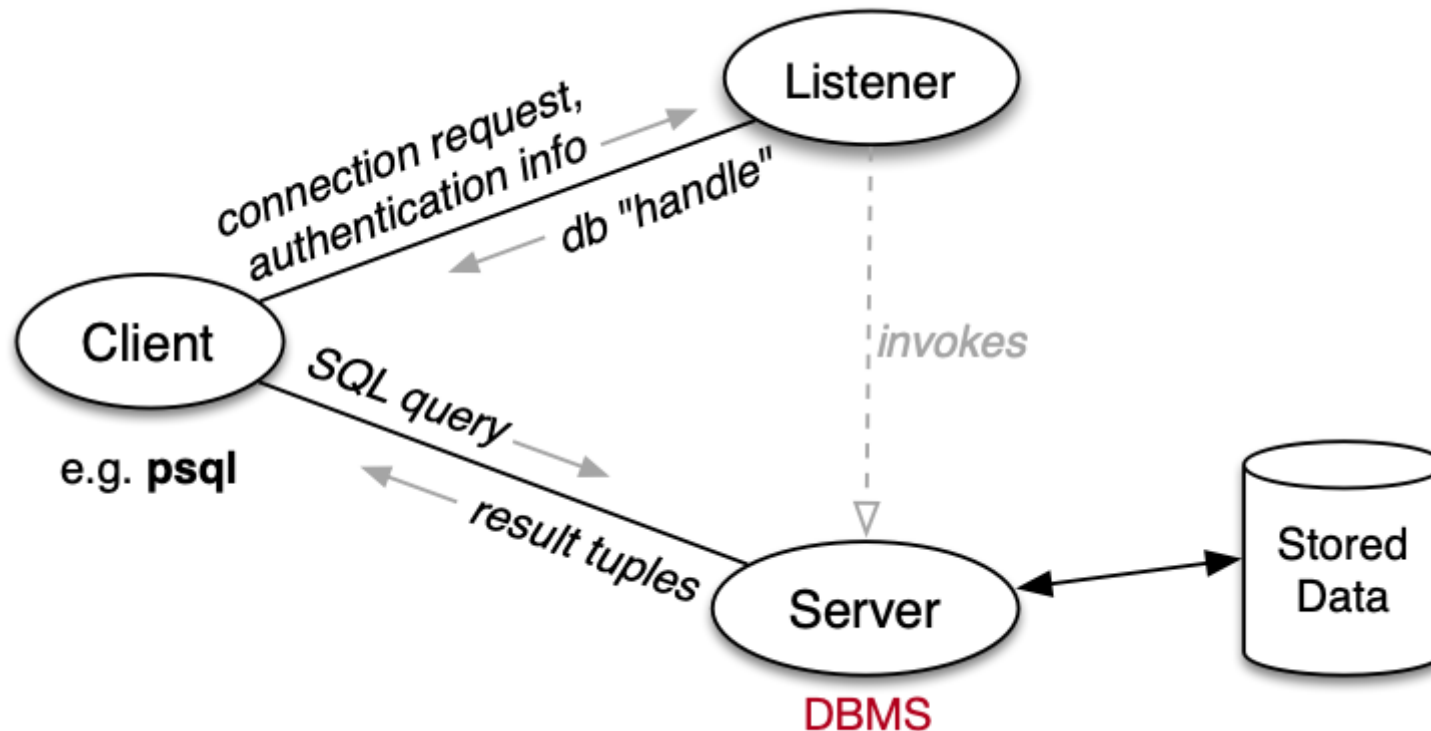 Listener
connection request,
authentication info
db "handle"
Client
invokes
SQL query
e.g. psql
result tuples
Stored
Data
Server
DBMS